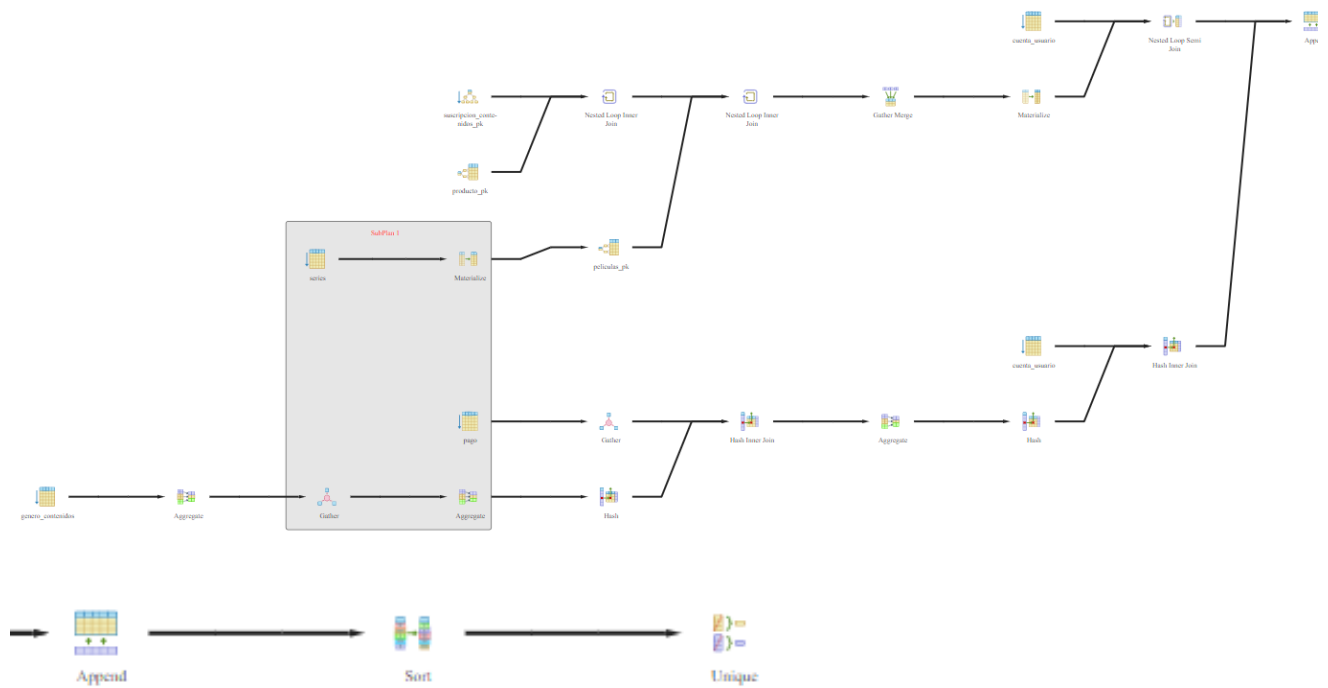 cuenta_usuario
Nested Loop Semi
Join
suscripcion_conte-
nidos_pk
Nested Loop Inner
Join
Nested Loop Inner
Join
Gather Merge
Materialize
producto_pk
SubPlan 1
series
Materialize
peliculas_pk
cuenta_usuario
Hash Inner Join
pago
Gather
Hash Inner Join
Aggregate
Hash
genero_contenidos
Aggregate
Gather
Aggregate
Hash
Append
Sort
Unique